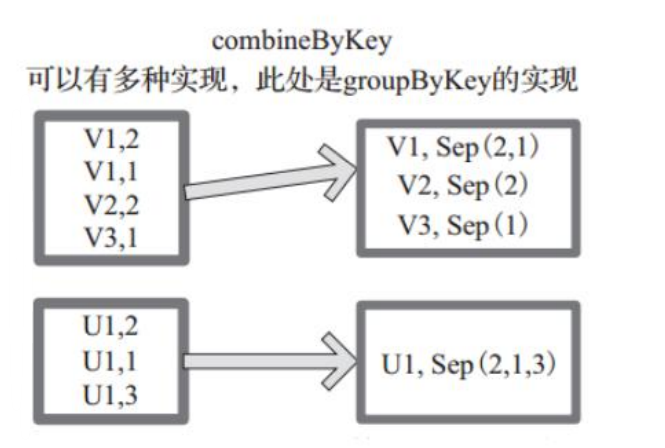 combineByKey
可以有多种实现，此处是groupByKey的实现
V1,2
V1,1
V2,2
V3,1
V1, Sep(2,1)
V2, Sep(2)
V3, Sep(1)
U1,2
U1,1
U1,3
U1, Sep(2,1,3)